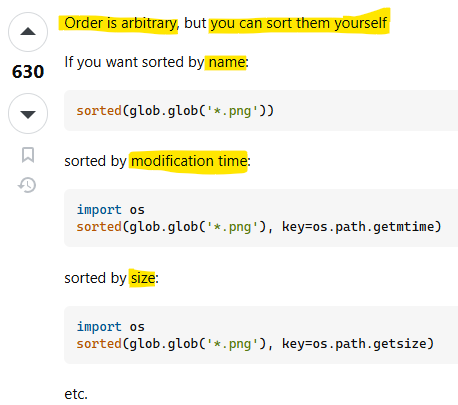 Order is arbitrary, but you can sort them yourself
630
If you want sorted by name:
sorted(glob.glob('*.png'))
sorted by modification time:
import os
sorted(glob.glob('*.png'), key=os.path.getmtime)
sorted by size:
import os
sorted(glob.glob('*.png'), key=os.path.getsize)
etc.